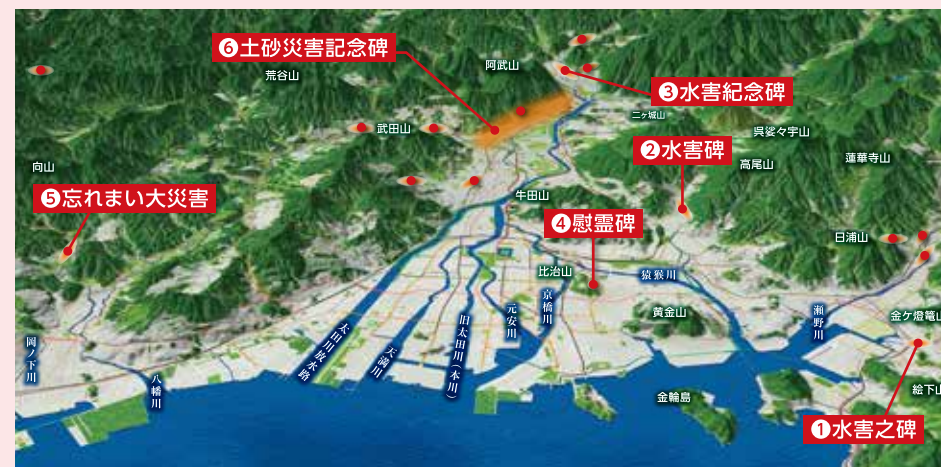 ❻土砂災害記念碑
阿武山
荒谷山
❸水害紀念碑
二ヶ城山
武田山
呉娑々宇山
❷水害碑
高尾山
蓮華寺山
向山
❺忘れまい大災害
牛田山
❹慰霊碑
日浦山
比治山
猿猴川
京橋川
元安川
黄金山
瀬野川
金ケ燈篭山
旧太田川(本川)
太田川放水路
天満川
岡ノ下川
八幡川
金輪島
絵下山
❶水害之碑